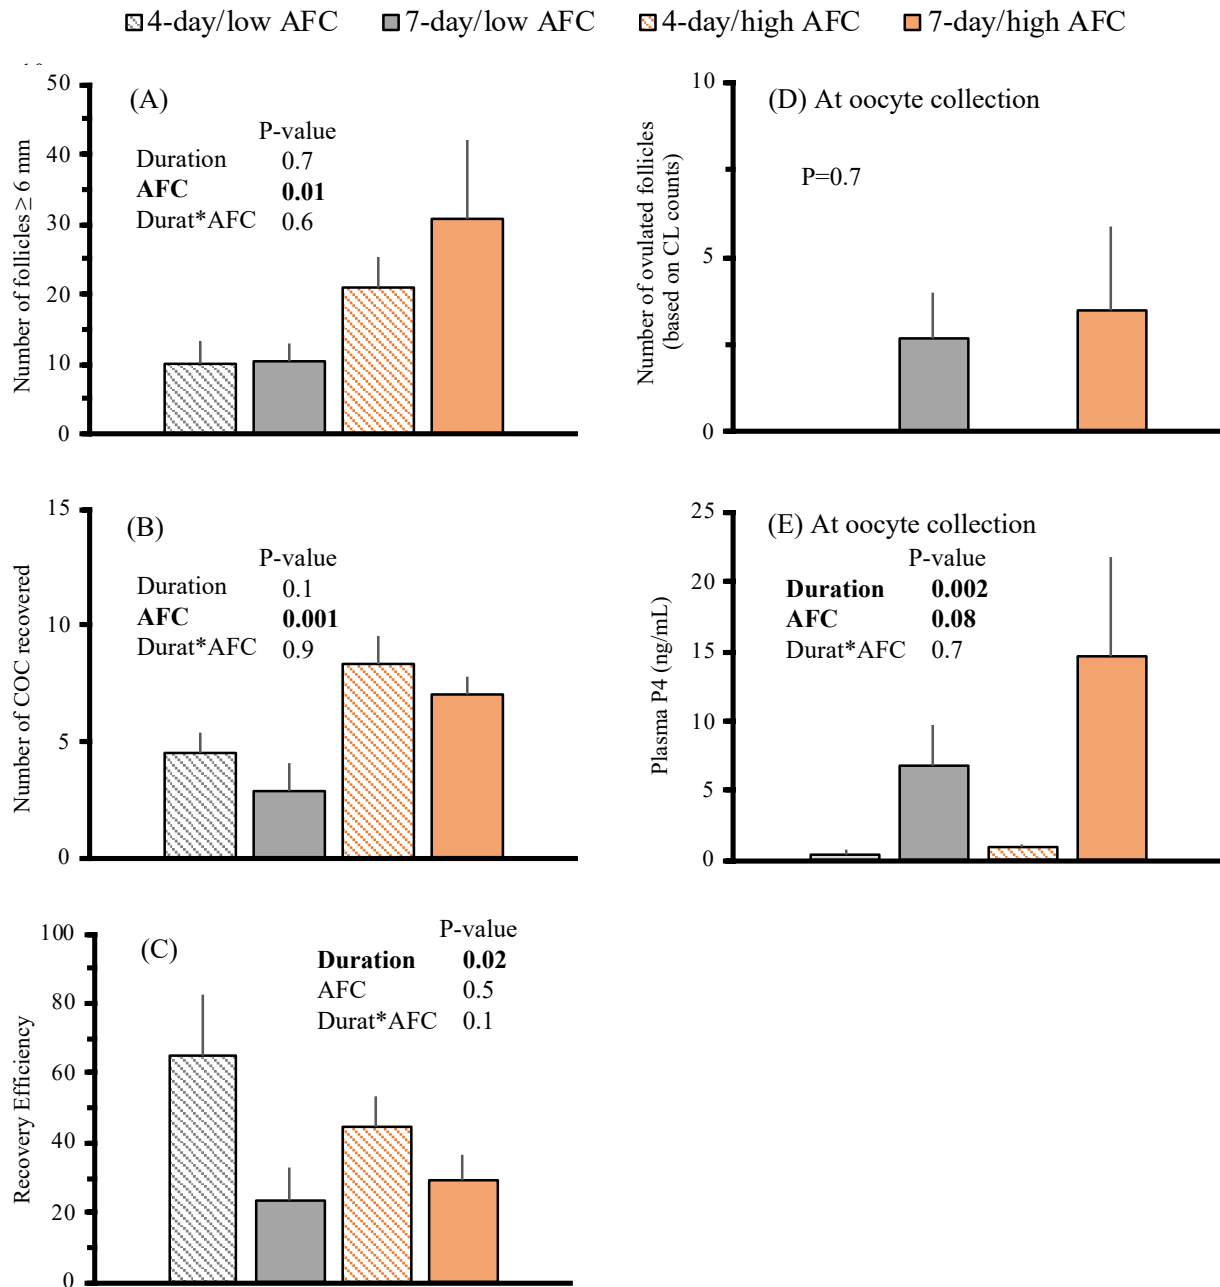 4-day/low AFC 7-day/low AFC 4-day/high AFC 7-day/high AFC
(A)
P-value
Duration 0.7
AFC 0.01
Durat*AFC 0.6
Number of follicles ≥ 6 mm
50
40
30
20
10
0
(D) At oocyte collection
P=0.7
Number of ovulated follicles
(based on CL counts)
10
5
0
(B)
P-value
Duration 0.1
AFC 0.001
Durat*AFC 0.9
Number of COC recovered
15
10
5
0
(E) At oocyte collection
P-value
Duration 0.002
AFC 0.08
Durat*AFC 0.7
Plasma P4 (ng/mL)
25
20
15
10
5
0
(C)
P-value
Duration 0.02
AFC 0.5
Durat*AFC 0.1
Recovery Efficiency
100
80
60
40
20
0